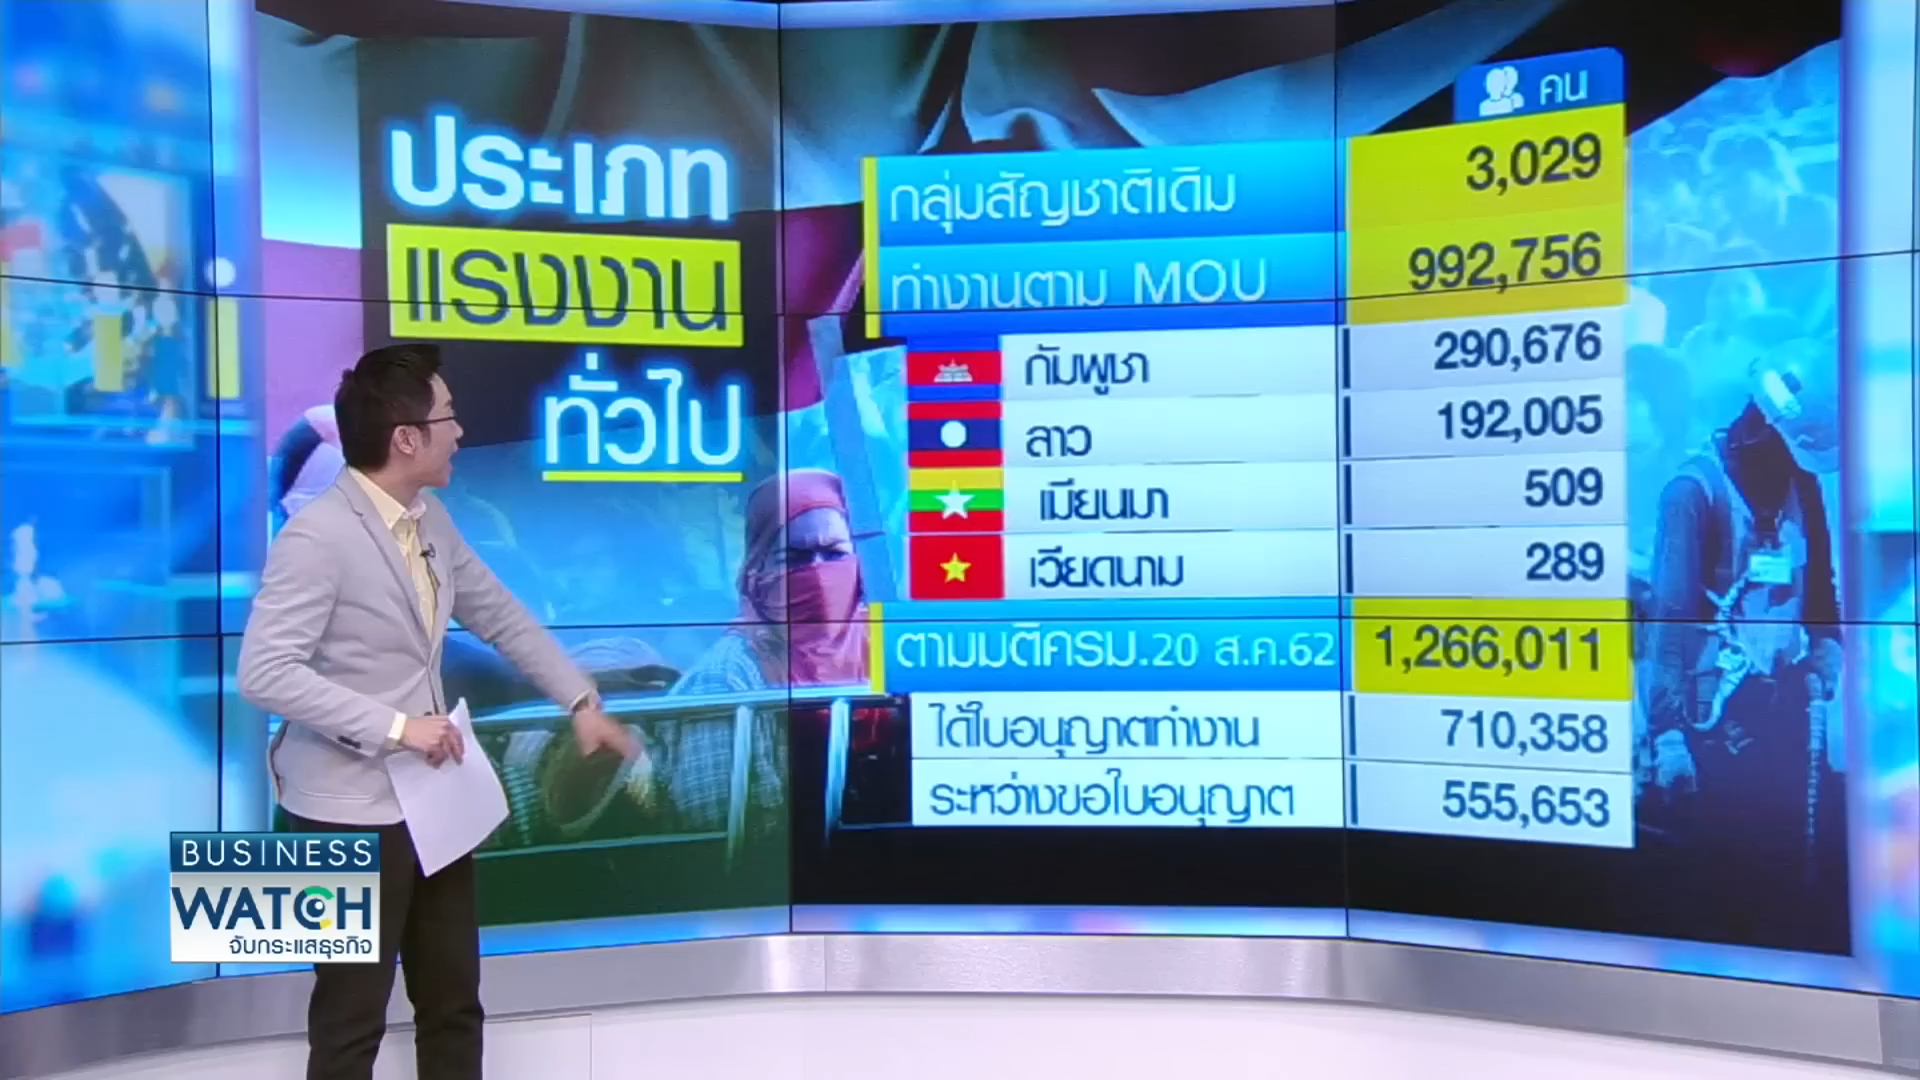 ประเภท
แรงงาน
ทั่วไป
คน
กลุ่มสัญชาติเดิม 3,029
ทำงานตาม MOU 992,756
กัมพูชา 290,676
ลาว 192,005
เมียนมา 509
เวียดนาม 289
ตามมติครม.20 ส.ค.62 1,266,011
ได้ใบอนุญาตทำงาน 710,358
ระหว่างขอใบอนุญาต 555,653
BUSINESS
WATCH
จับกระแสธุรกิจ